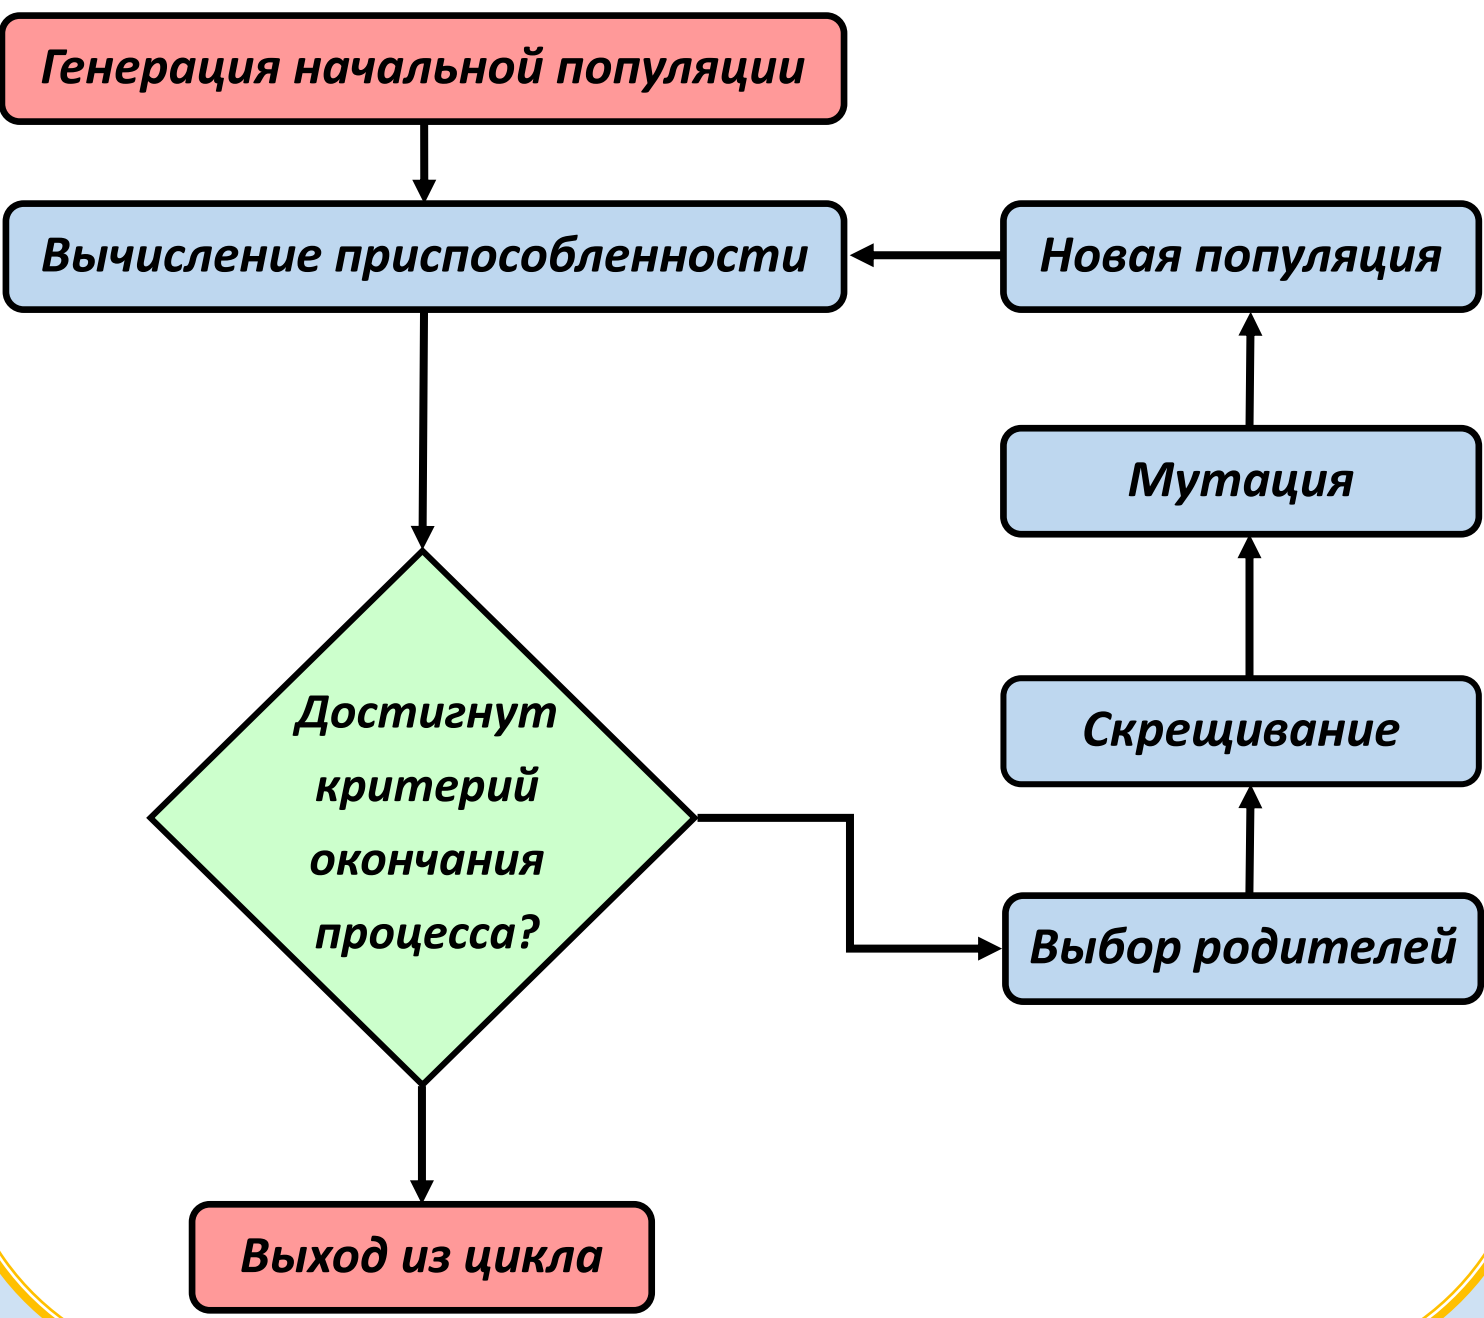 Генерация начальной популяции
Вычисление приспособленности
Новая популяция
Мутация
Достигнут
критерий
окончания
процесса?
Скрещивание
Выбор родителей
Выход из цикла